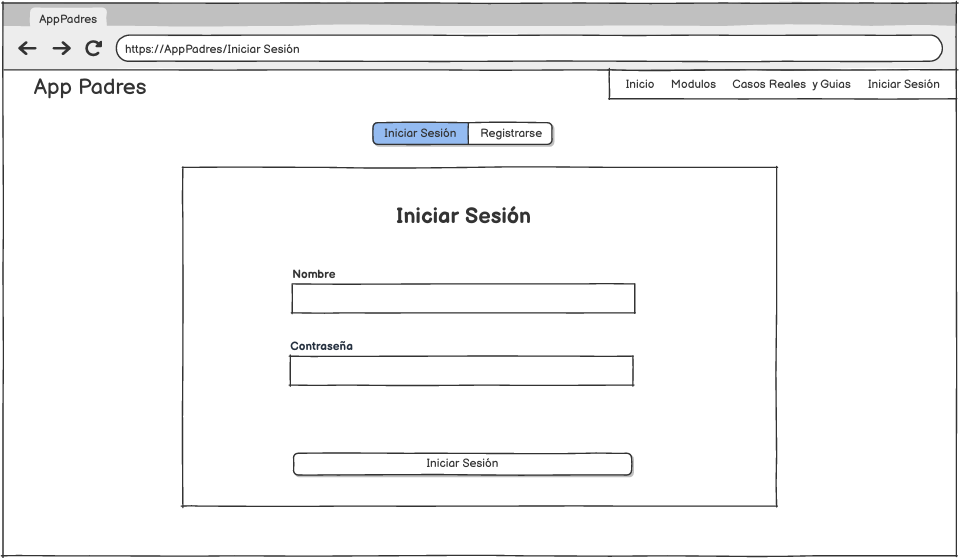 AppPadres
https://AppPadres/Iniciar Sesión
App Padres
Inicio Modulos Casos Reales y Guias Iniciar Sesión
Iniciar Sesión Registrarse
Iniciar Sesión
Nombre
Contraseña
Iniciar Sesión